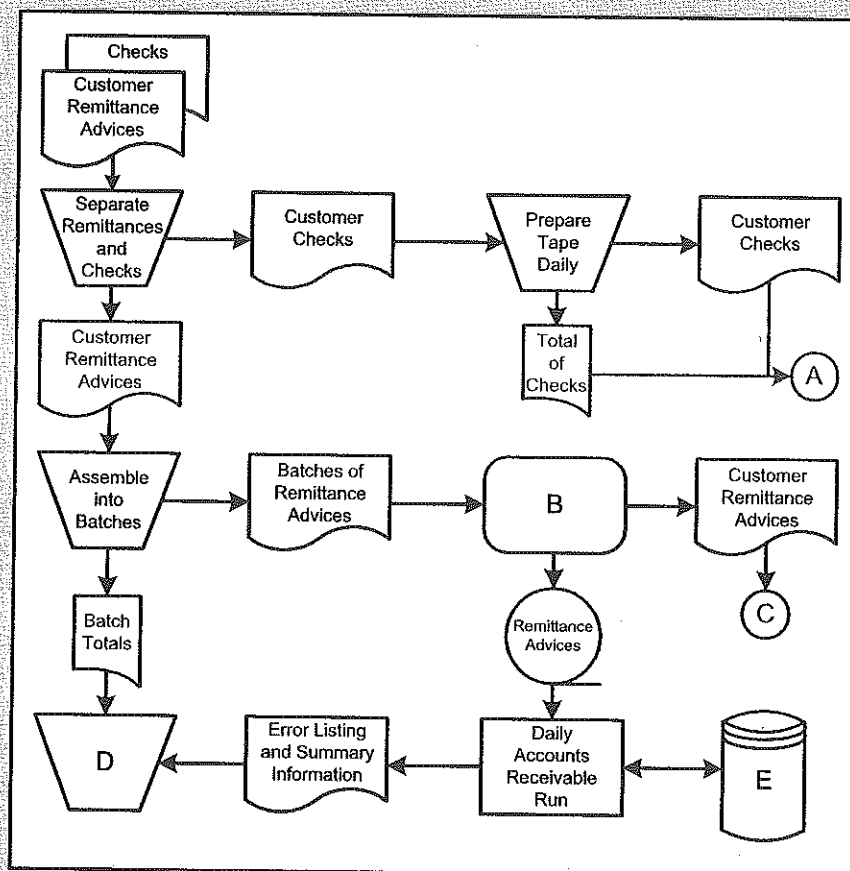 Checks
Customer
Remittance
Advices
Separate
Remittances
and
Checks
Customer
Checks
Prepare
Tape
Daily
Customer
Checks
Customer
Remittance
Advices
Total
of
Checks
A
Assemble
into
Batches
Batches of
Remittance
Advices
B
Customer
Remittance
Advices
Batch
Totals
Remittance
Advices
C
D
Error Listing
and Summary
Information
Daily
Accounts
Receivable
Run
E